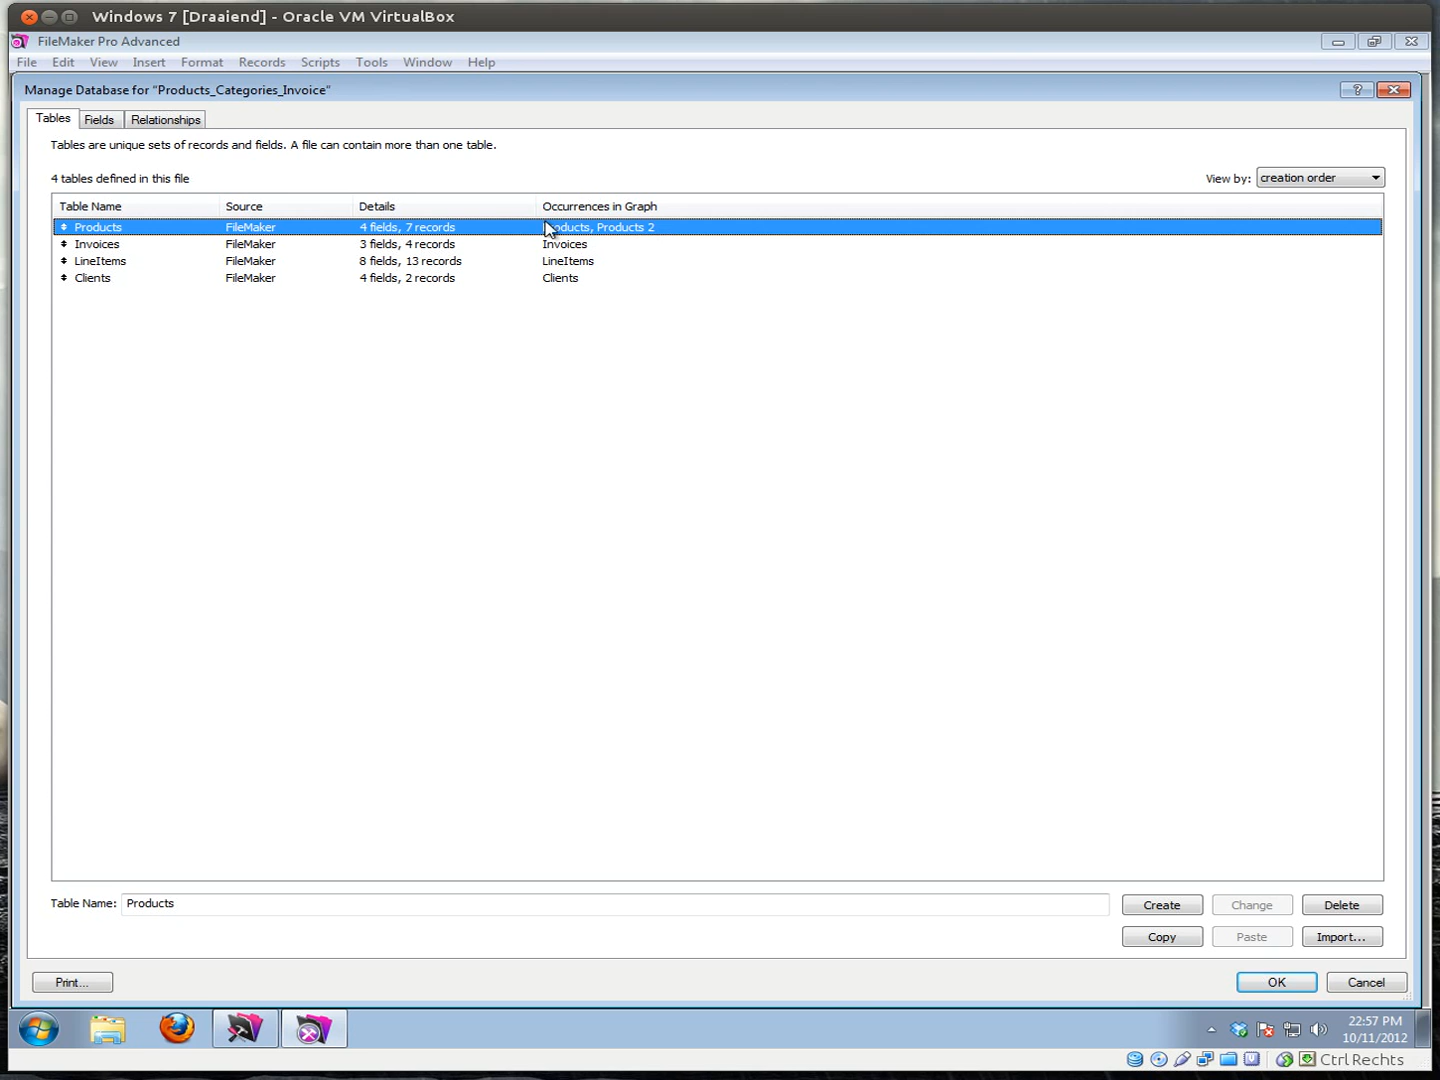 Windows 7 [Draaiend] - Oracle VM VirtualBox
FileMaker Pro Advanced
File Edit View Insert Format Records Scripts Tools Window Help
Manage Database for "Products_Categories_Invoice"
Tables Fields Relationships
Tables are unique sets of records and fields. A file can contain more than one table.
4 tables defined in this file
View by: creation order
Table Name Source Details Occurrences in Graph
Products FileMaker 4 fields, 7 records Products, Products 2
Invoices FileMaker 3 fields, 4 records Invoices
LineItems FileMaker 8 fields, 13 records LineItems
Clients FileMaker 4 fields, 2 records Clients
Table Name: Products
Create Change Delete
Copy Paste Import...
Print... OK Cancel
22:57 PM
10/11/2012
Ctrl Rechts